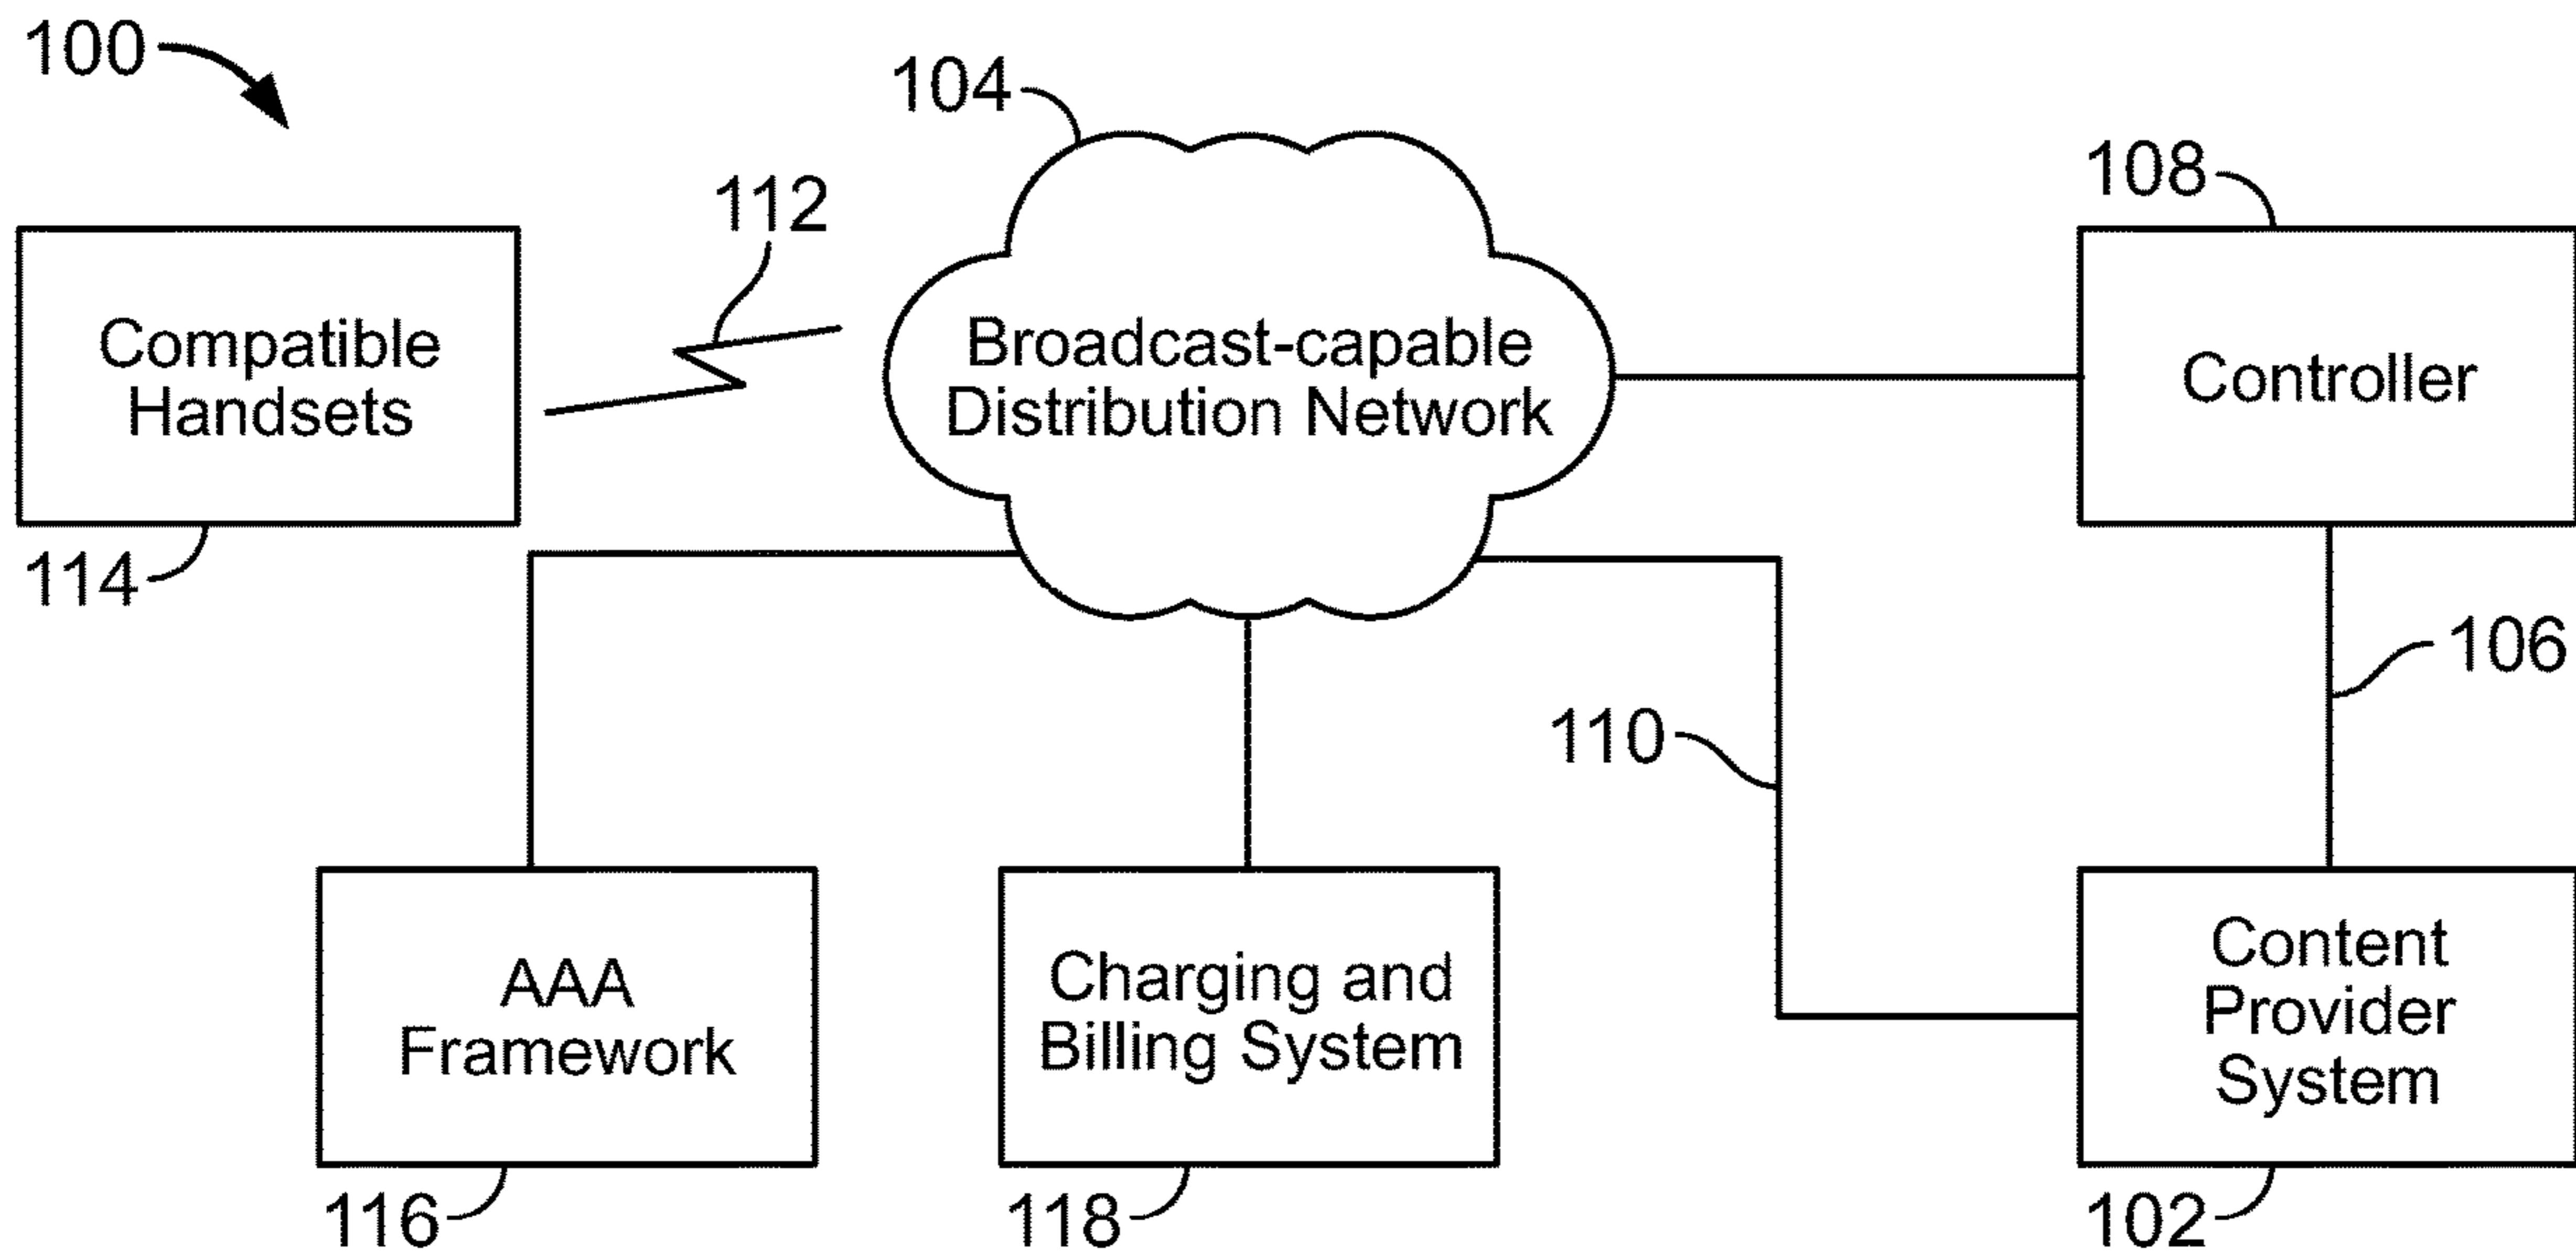 100
104
108
112
Compatible
Handsets
Broadcast-capable
Distribution Network
Controller
114
106
110
AAA
Framework
Charging and
Billing System
Content
Provider
System
116
118
102